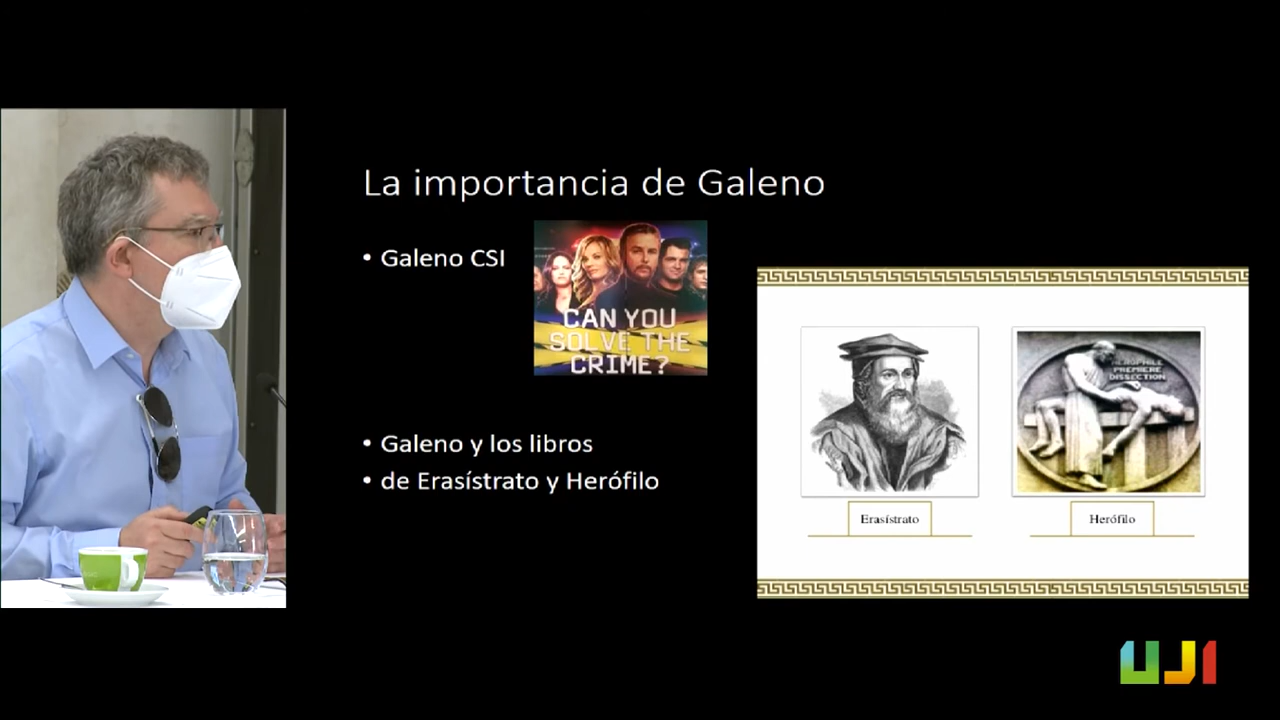 La importancia de Galeno
• Galeno CSI
CAN YOU
SOLVE THE
CRIME?
• Galeno y los libros
• de Erasístrato y Herófilo
HEROPHILE
PREMIERE
DISSECTION
Erasístrato
Herófilo
UJI